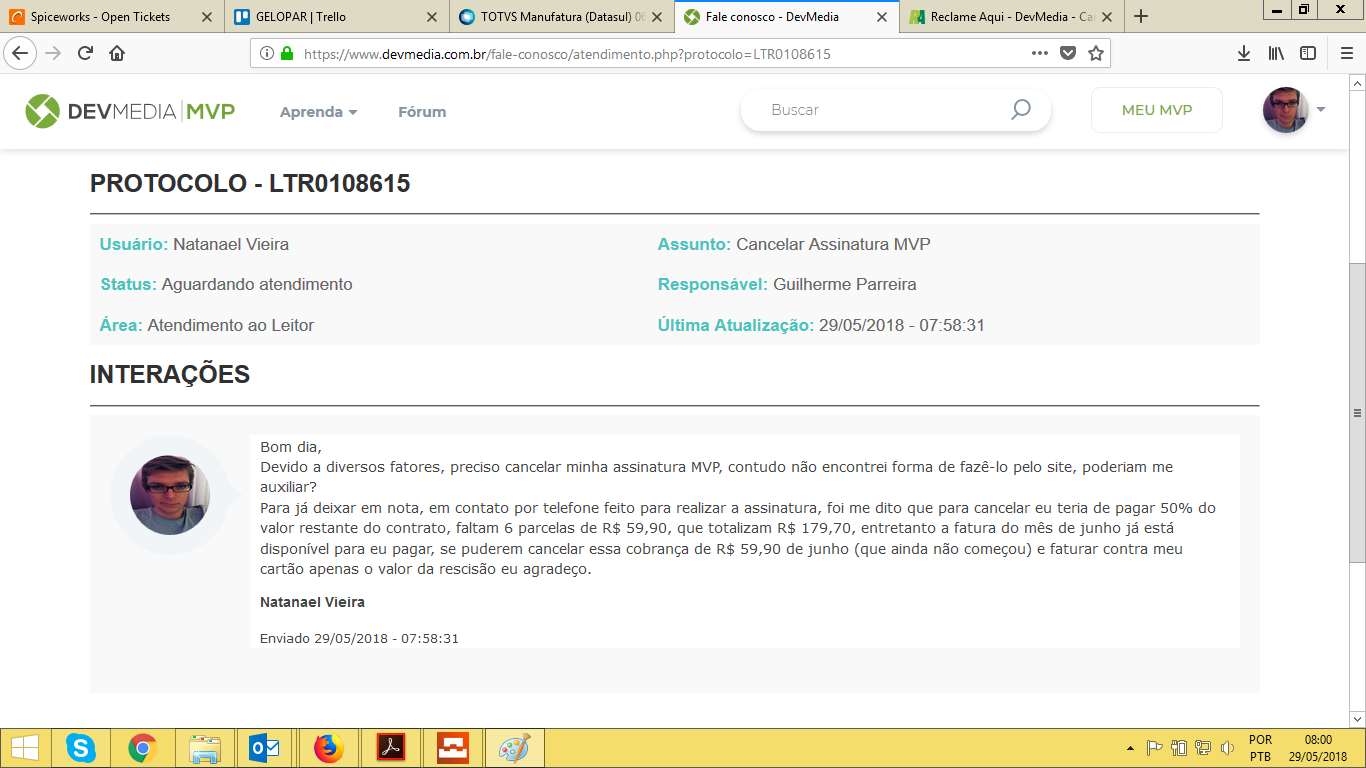 Spiceworks - Open Tickets
GELOPAR | Trello
TOTVS Manufatura (Datasul) 06
Fale conosco - DevMedia
Reclame Aqui - DevMedia - Ca
https://www.devmedia.com.br/fale-conosco/atendimento.php?protocolo=LTR0108615
DEVMEDIA|MVP
Aprenda
Fórum
Buscar
MEU MVP
PROTOCOLO - LTR0108615
Usuário: Natanael Vieira
Assunto: Cancelar Assinatura MVP
Status: Aguardando atendimento
Responsável: Guilherme Parreira
Área: Atendimento ao Leitor
Última Atualização: 29/05/2018 - 07:58:31
INTERAÇÕES
Bom dia,
Devido a diversos fatores, preciso cancelar minha assinatura MVP, contudo não encontrei forma de fazê-lo pelo site, poderiam me
auxiliar?
Para já deixar em nota, em contato por telefone feito para realizar a assinatura, foi me dito que para cancelar eu teria de pagar 50% do
valor restante do contrato, faltam 6 parcelas de R$ 59,90, que totalizam R$ 179,70, entretanto a fatura do mês de junho já está
disponível para eu pagar, se puderem cancelar essa cobrança de R$ 59,90 de junho (que ainda não começou) e faturar contra meu
cartão apenas o valor da rescisão eu agradeço.
Natanael Vieira
Enviado 29/05/2018 - 07:58:31
POR
PTB
08:00
29/05/2018